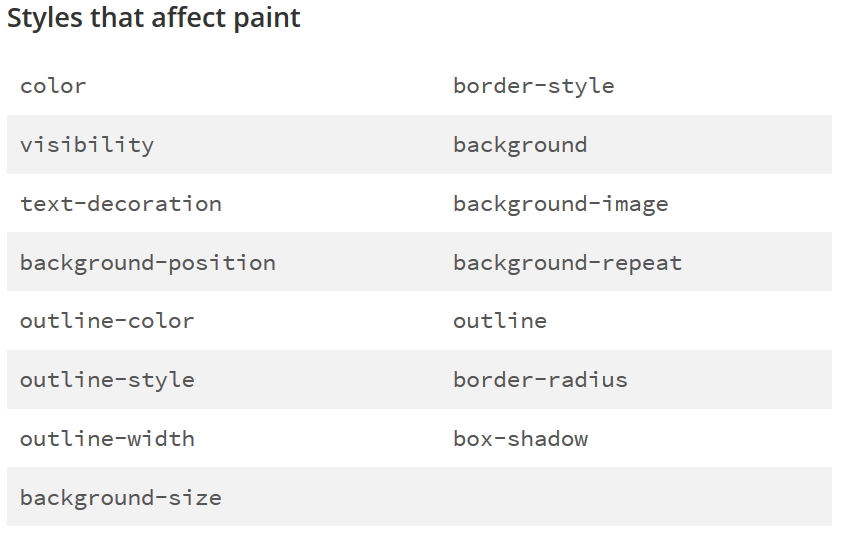 Styles that affect paint
color border-style
visibility background
text-decoration background-image
background-position background-repeat
outline-color outline
outline-style border-radius
outline-width box-shadow
background-size